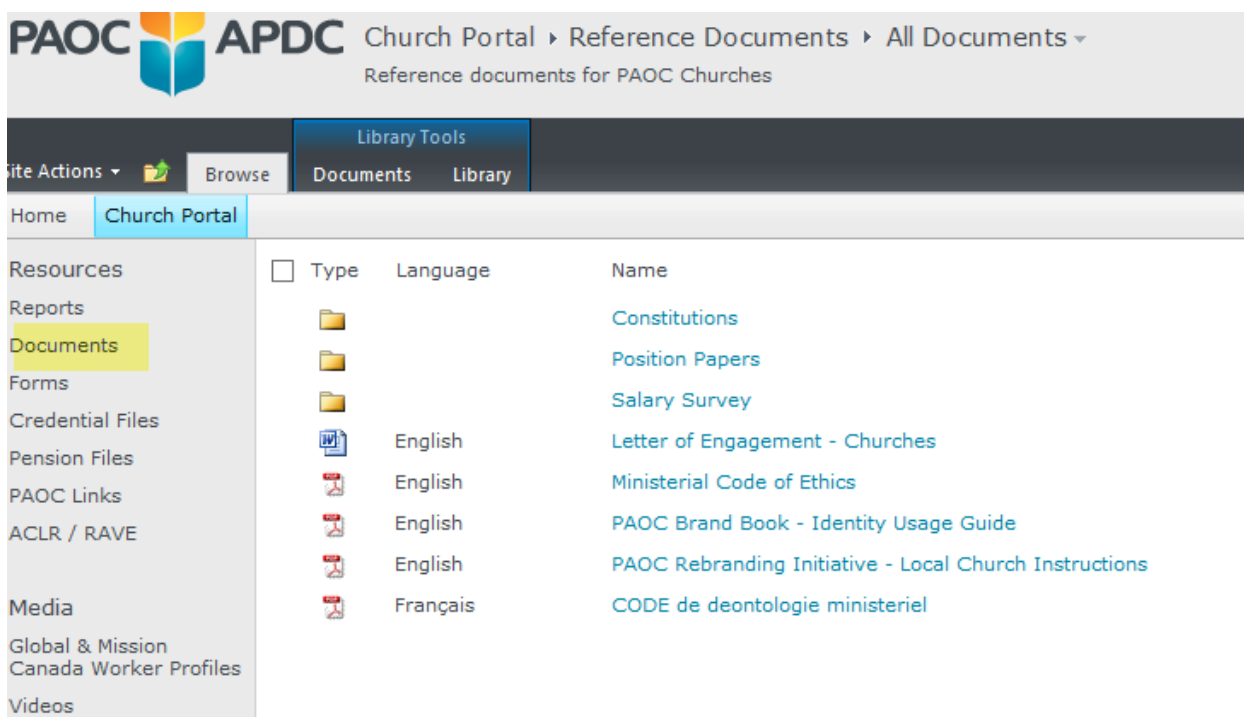 PAOC APDC Church Portal ▸ Reference Documents ▸ All Documents
Reference documents for PAOC Churches
Library Tools
Site Actions Browse Documents Library
Home Church Portal
Resources
Reports
Documents
Forms
Credential Files
Pension Files
PAOC Links
ACLR / RAVE
Media
Global & Mission
Canada Worker Profiles
Videos
Type Language Name
Constitutions
Position Papers
Salary Survey
English Letter of Engagement - Churches
English Ministerial Code of Ethics
English PAOC Brand Book - Identity Usage Guide
English PAOC Rebranding Initiative - Local Church Instructions
Français CODE de deontologie ministeriel